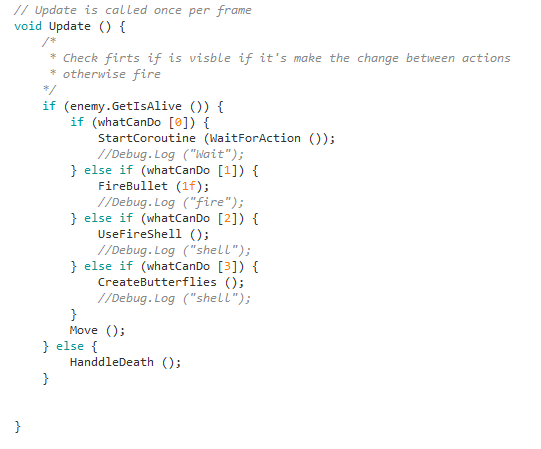 // Update is called once per frame
void Update () {
    /*
     * Check firts if is visble if it's make the change between actions
     * otherwise fire
    */
    if (enemy.GetIsAlive ()) {
        if (whatCanDo [0]) {
            StartCoroutine (WaitForAction ());
            //Debug.Log ("Wait");
        } else if (whatCanDo [1]) {
            FireBullet (1f);
            //Debug.Log ("fire");
        } else if (whatCanDo [2]) {
            UseFireShell ();
            //Debug.Log ("shell");
        } else if (whatCanDo [3]) {
            CreateButterflies ();
            //Debug.Log ("shell");
        }
        Move ();
    } else {
        HanddleDeath ();
    }
}